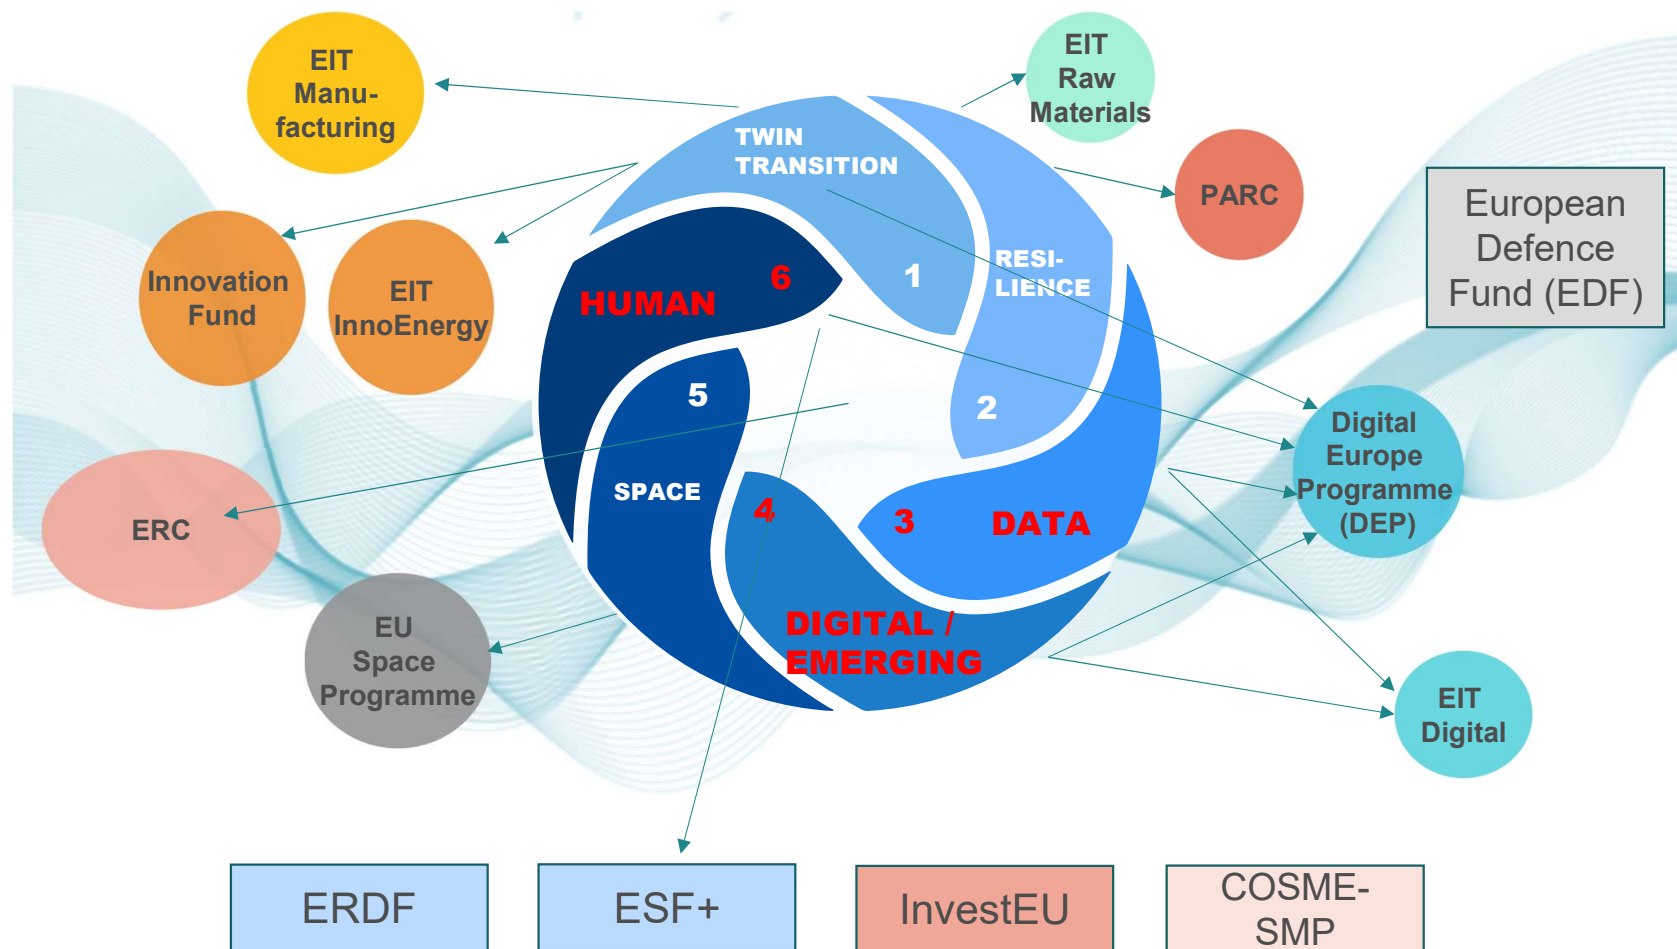 EIT
Manu-
facturing
EIT
Raw
Materials
PARC
European
Defence
Fund (EDF)
TWIN
TRANSITION
1
RESI-
LIENCE
2
HUMAN
6
Innovation
Fund
EIT
InnoEnergy
5
SPACE
4
3
DATA
DIGITAL /
EMERGING
Digital
Europe
Programme
(DEP)
ERC
EU
Space
Programme
EIT
Digital
ERDF
ESF+
InvestEU
COSME-
SMP